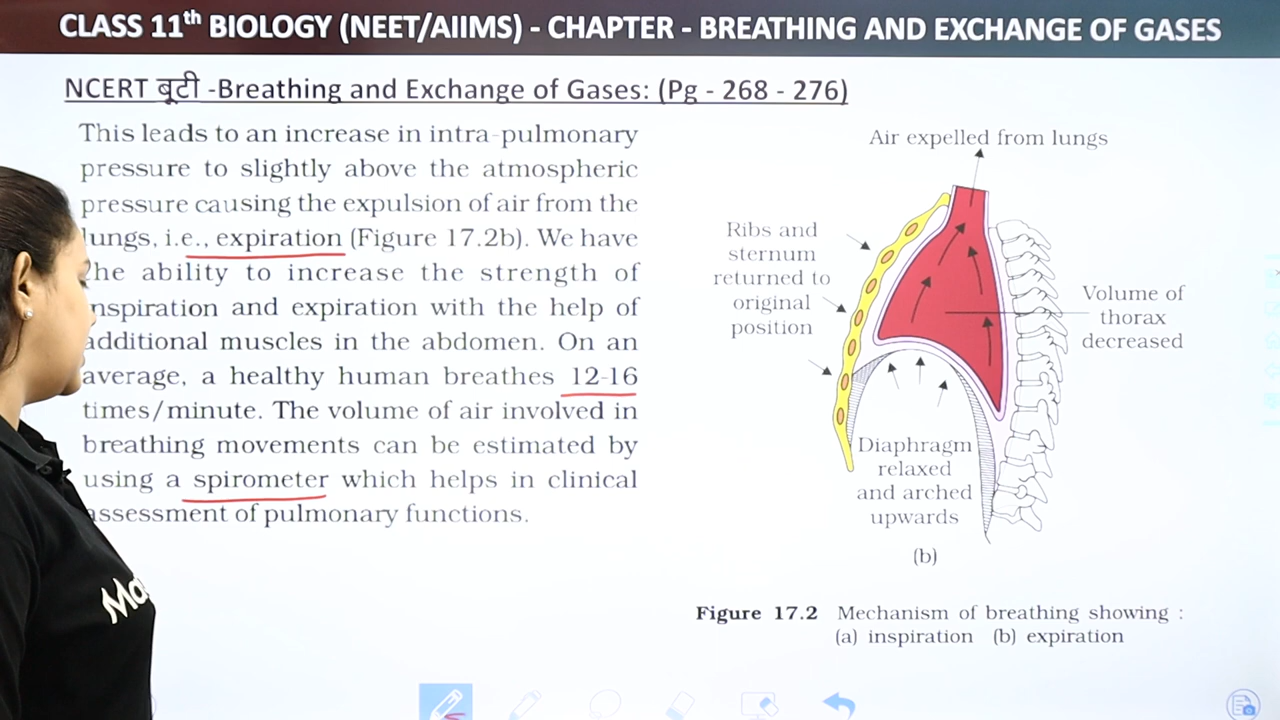 CLASS 11th BIOLOGY (NEET/AIIMS) - CHAPTER - BREATHING AND EXCHANGE OF GASES
NCERT बूटी -Breathing and Exchange of Gases: (Pg - 268 - 276)
This leads to an increase in intra-pulmonary
pressure to slightly above the atmospheric
pressure causing the expulsion of air from the
lungs, i.e., expiration (Figure 17.2b). We have
the ability to increase the strength of
inspiration and expiration with the help of
additional muscles in the abdomen. On an
average, a healthy human breathes 12-16
times/minute. The volume of air involved in
breathing movements can be estimated by
using a spirometer which helps in clinical
assessment of pulmonary functions.
Air expelled from lungs
Ribs and
sternum
returned to
original
position
Volume of
thorax
decreased
Diaphragm
relaxed
and arched
upwards
(b)
Figure 17.2 Mechanism of breathing showing :
(a) inspiration (b) expiration